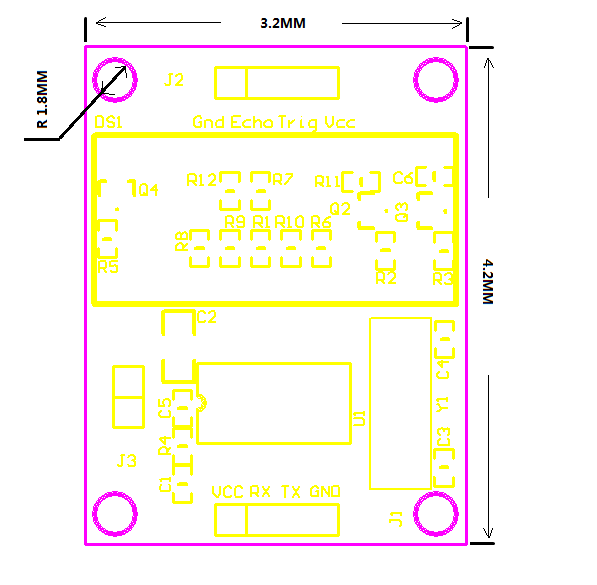 3.2MM
R 1.8MM
J2
DS1
Gnd Echo Trig Vcc
R12 R7 R11 C6
Q4
Q2 Q3
R9 R1 R10 R6
R8
R5 R2 R3
4.2MM
C2
C4
C5 U1 Y1
R4 C3
J3
C1
VCC RX TX GND
J1